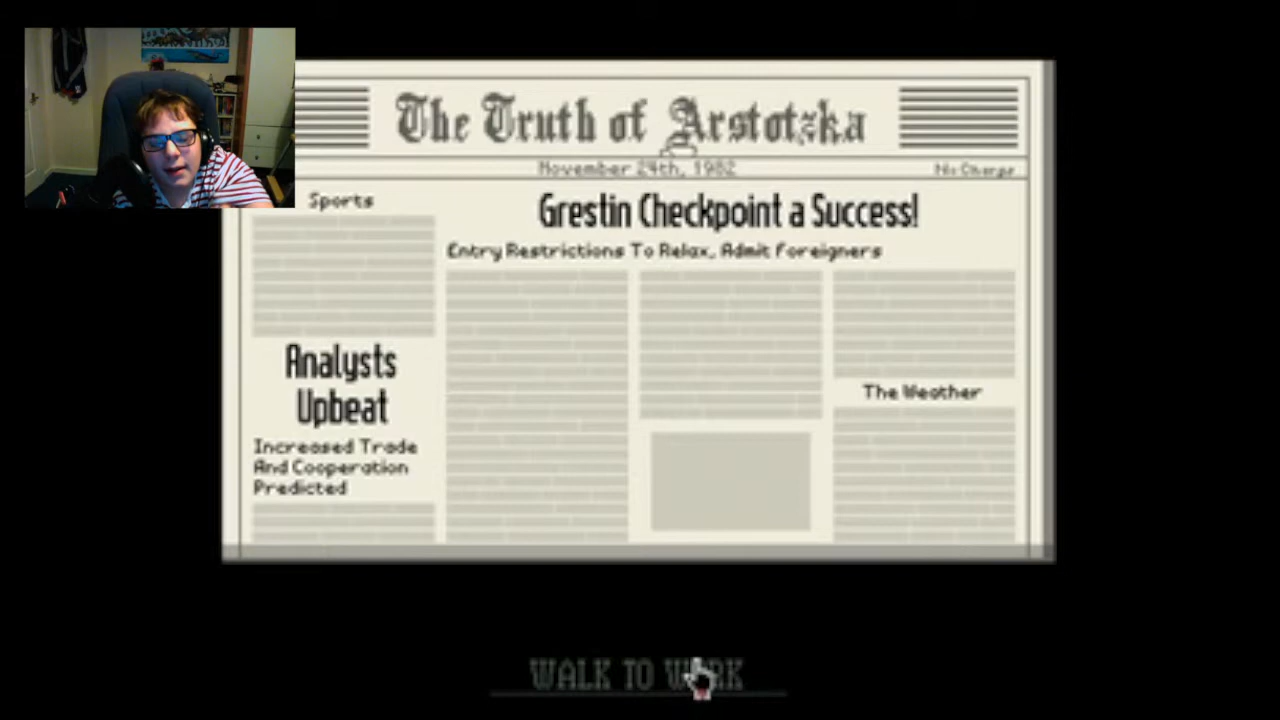 The Truth of Arstotzka
November 24th, 1982
No Charge
Sports
Grestin Checkpoint a Success!
Entry Restrictions To Relax, Admit Foreigners
Analysts
Upbeat
Increased Trade
And Cooperation
Predicted
The Weather
WALK TO WORK